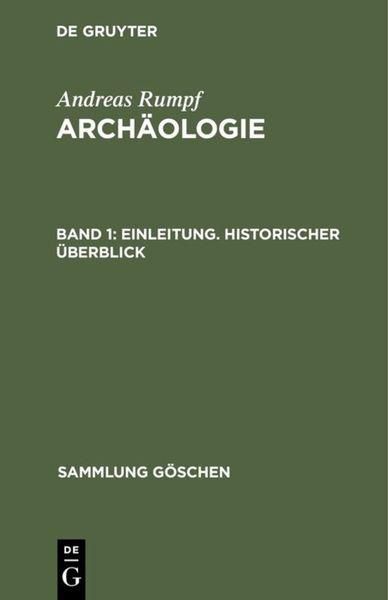 DE GRUYTER
Andreas Rumpf
ARCHÄOLOGIE
BAND 1: EINLEITUNG. HISTORISCHER
ÜBERBLICK
SAMMLUNG GÖSCHEN
DE
G